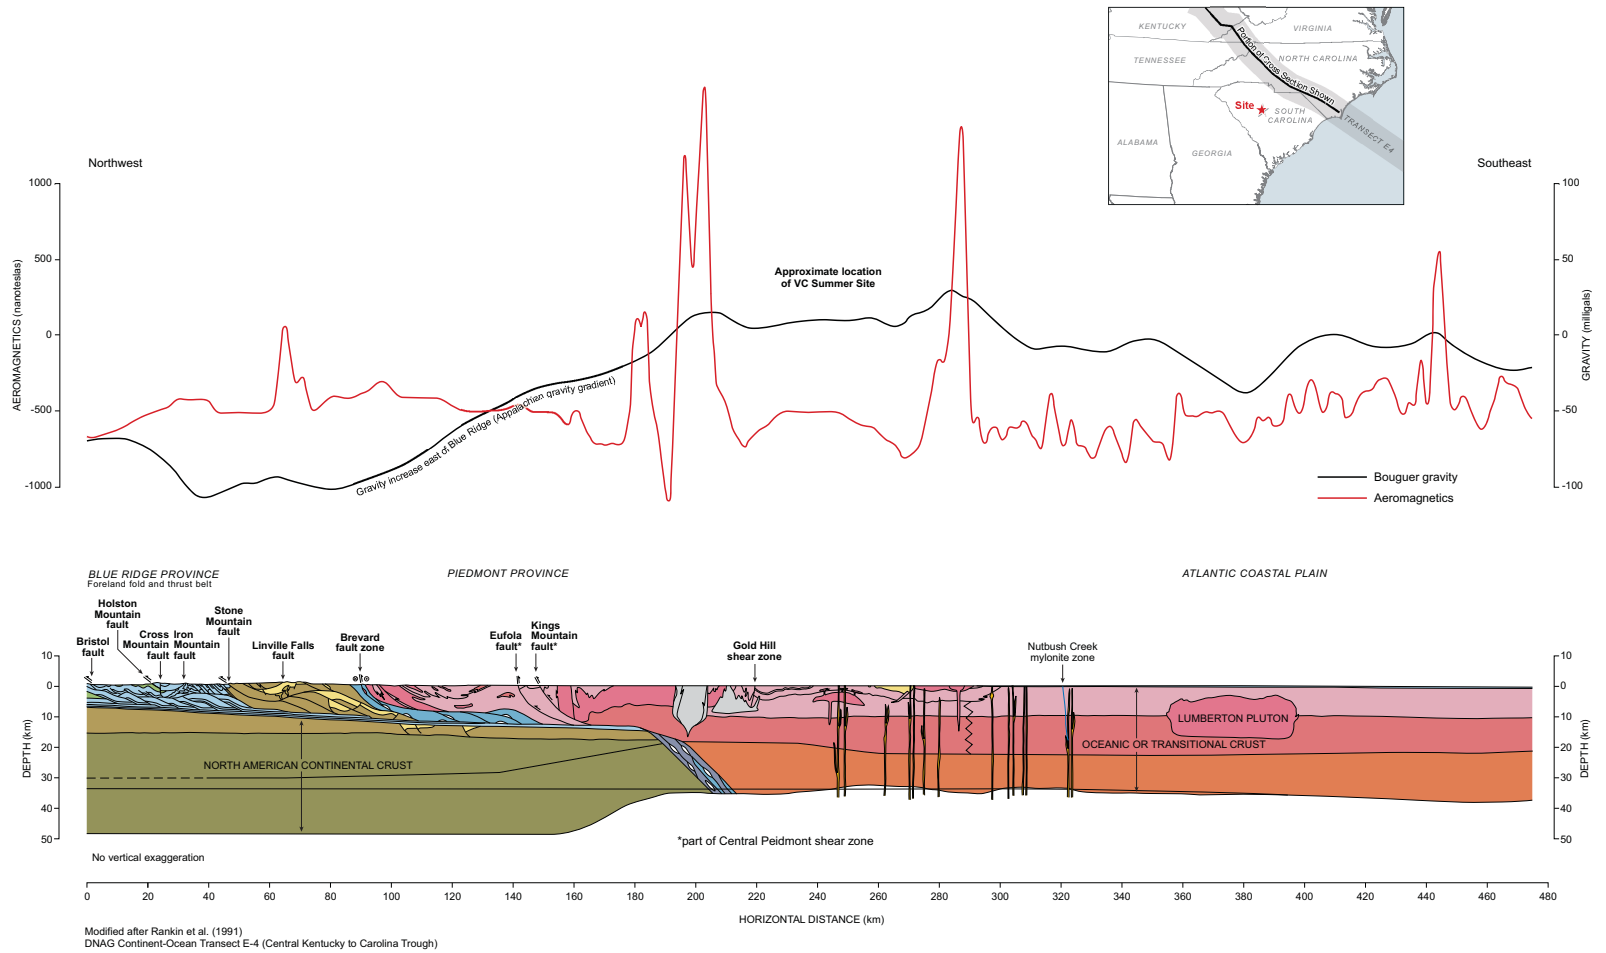 KENTUCKY
VIRGINIA
TENNESSEE
NORTH CAROLINA
Portion of Cross Section Shown
Site
SOUTH
CAROLINA
TRANSECT E4
ALABAMA
GEORGIA
Northwest
Southeast
1000
500
0
-500
-1000
AEROMAGNETICS (nanoteslas)
100
50
0
-50
-100
GRAVITY (milligals)
Approximate location
of VC Summer Site
Gravity increase east of Blue Ridge (Appalachian gravity gradient)
Bouguer gravity
Aeromagnetics
BLUE RIDGE PROVINCE
Foreland fold and thrust belt
PIEDMONT PROVINCE
ATLANTIC COASTAL PLAIN
Bristol
fault
Holston
Mountain
fault
Cross
Mountain
fault
Iron
Mountain
fault
Stone
Mountain
fault
Linville Falls
fault
Brevard
fault zone
Eufola
fault*
Kings
Mountain
fault*
Gold Hill
shear zone
Nutbush Creek
mylonite zone
10
0
10
20
30
40
50
DEPTH (km)
10
0
10
20
30
40
50
DEPTH (km)
NORTH AMERICAN CONTINENTAL CRUST
LUMBERTON PLUTON
OCEANIC OR TRANSITIONAL CRUST
*part of Central Peidmont shear zone
No vertical exaggeration
0 20 40 60 80 100 120 140 160 180 200 220 240 260 280 300 320 340 360 380 400 420 440 460 480
HORIZONTAL DISTANCE (km)
Modified after Rankin et al. (1991)
DNAG Continent-Ocean Transect E-4 (Central Kentucky to Carolina Trough)